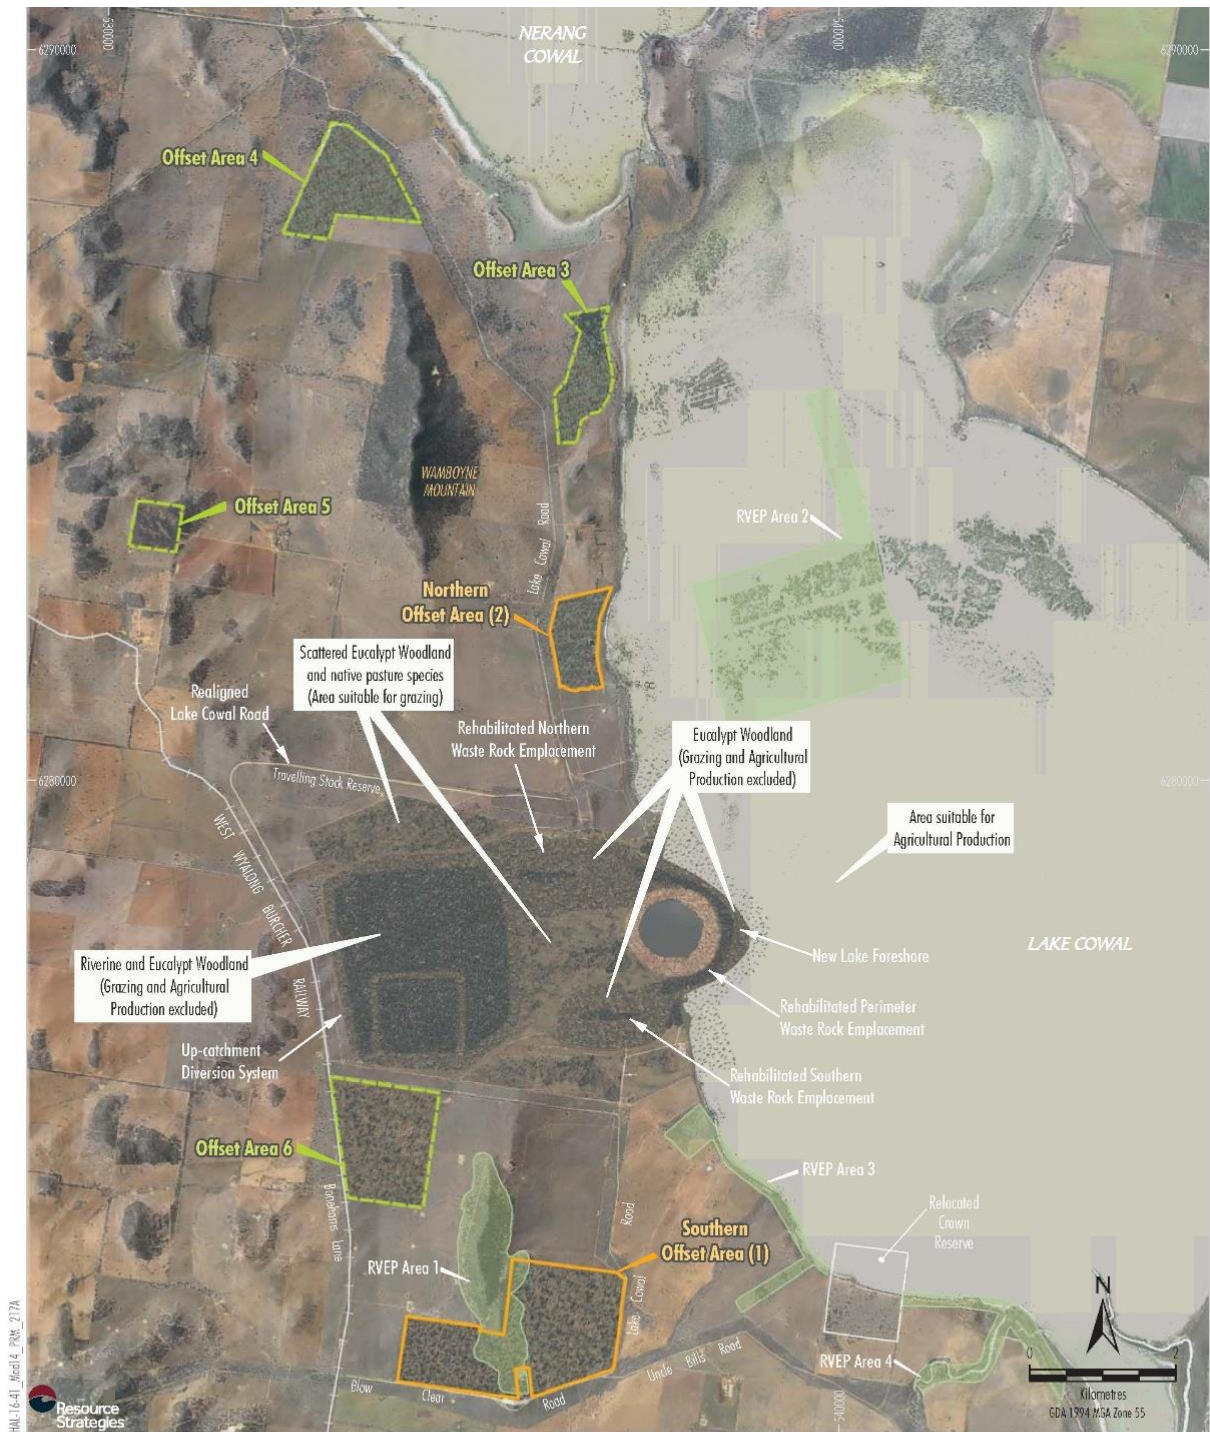 NERANG
COWAL
530000
540000
6290000
6290000
Offset Area 4
Offset Area 3
Lake Cowal Road
WAMBOYNE
MOUNTAIN
Offset Area 5
RVEP Area 2
Northern
Offset Area (2)
Scattered Eucalypt Woodland
and native pasture species
(Area suitable for grazing)
Realigned
Lake Cowal Road
Rehabilitated Northern
Waste Rock Emplacement
Eucalypt Woodland
(Grazing and Agricultural
Production excluded)
Travelling Stock Reserve
6280000
6280000
Area suitable for
Agricultural Production
WEST WYALONG BURCHER RAILWAY
LAKE COWAL
New Lake Foreshore
Riverine and Eucalypt Woodland
(Grazing and Agricultural
Production excluded)
Rehabilitated Perimeter
Waste Rock Emplacement
Up-catchment
Diversion System
Rehabilitated Southern
Waste Rock Emplacement
Offset Area 6
RVEP Area 3
Bonehams Lane
Relocated
Crown
Reserve
Southern
Offset Area (1)
RVEP Area 1
Lake Cowal Road
Uncle Bills Road
RVEP Area 4
Blow Clear Road
540000
N
0 2
Kilometres
GDA 1994 MGA Zone 55
HAL-16-41_Mod14_PRM_217A
Resource
Strategies